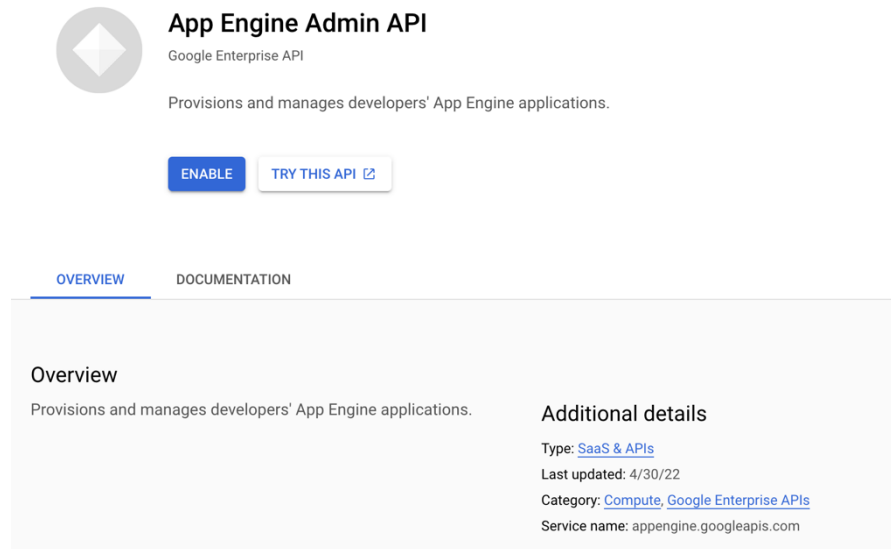 App Engine Admin API
Google Enterprise API
Provisions and manages developers' App Engine applications.
ENABLE
TRY THIS API
OVERVIEW
DOCUMENTATION
Overview
Provisions and manages developers' App Engine applications.
Additional details
Type: SaaS & APIs
Last updated: 4/30/22
Category: Compute, Google Enterprise APIs
Service name: appengine.googleapis.com